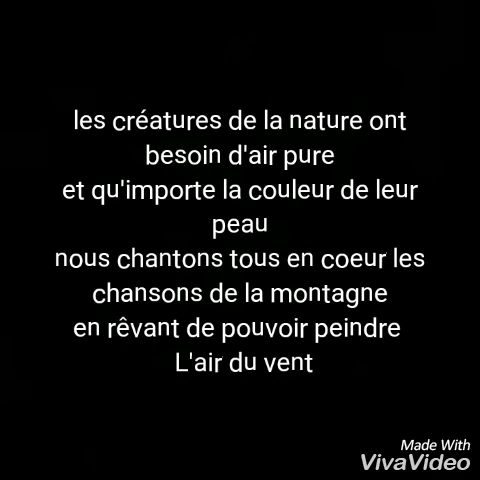 les créatures de la nature ont
besoin d'air pure
et qu'importe la couleur de leur
peau
nous chantons tous en coeur les
chansons de la montagne
en rêvant de pouvoir peindre
L'air du vent
Made With
VivaVideo